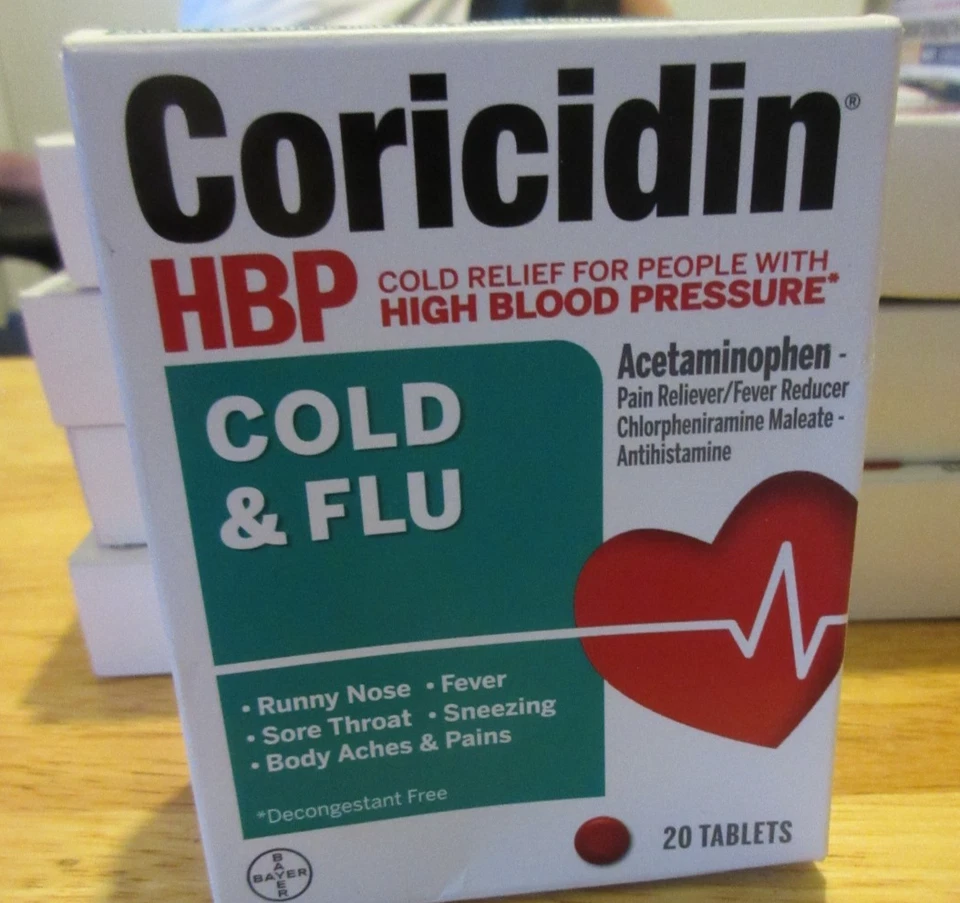 Coricidin®
HBP
COLD RELIEF FOR PEOPLE WITH
HIGH BLOOD PRESSURE*
Acetaminophen -
Pain Reliever/Fever Reducer
Chlorpheniramine Maleate -
Antihistamine
COLD
& FLU
• Runny Nose • Fever
• Sore Throat • Sneezing
• Body Aches & Pains
*Decongestant Free
20 TABLETS
BAYER
BAYER